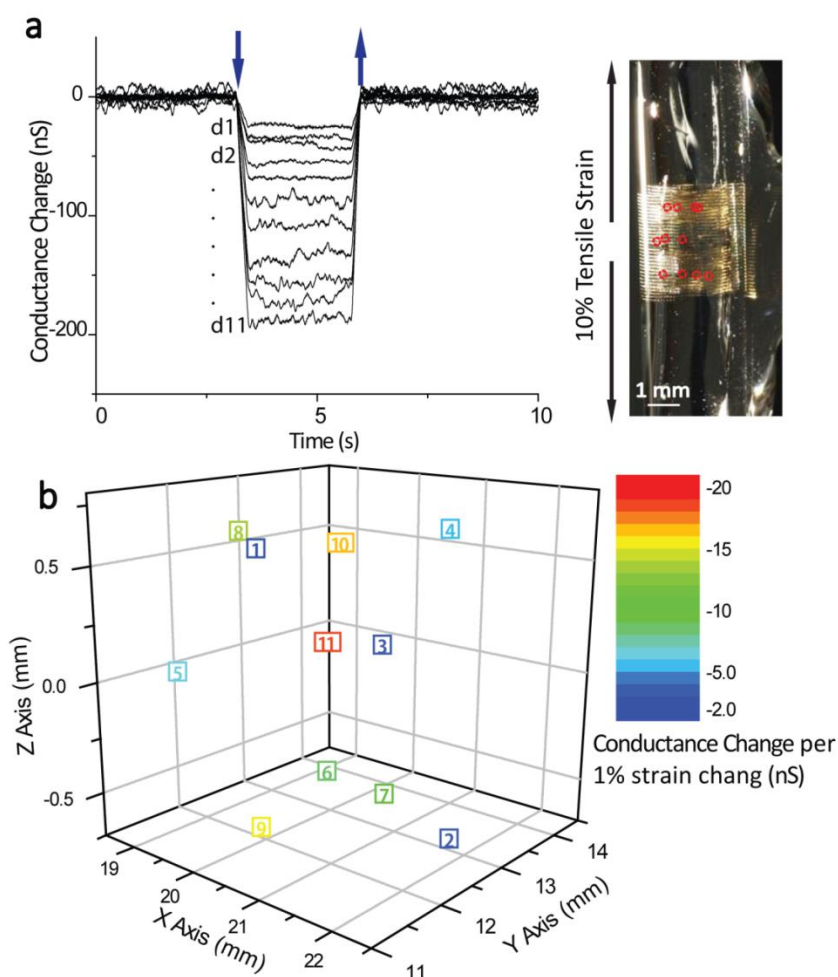 a
0
-100
-200
Conductance Change (nS)
d1
d2
d11
0
5
10
Time (s)
10% Tensile Strain
1 mm
b
0.5
0.0
-0.5
Z Axis (mm)
8
1
10
4
11
3
5
6
7
9
2
19
20
21
22
X Axis (mm)
11
12
13
14
Y Axis (mm)
-20
-15
-10
-5.0
-2.0
Conductance Change per
1% strain chang (nS)